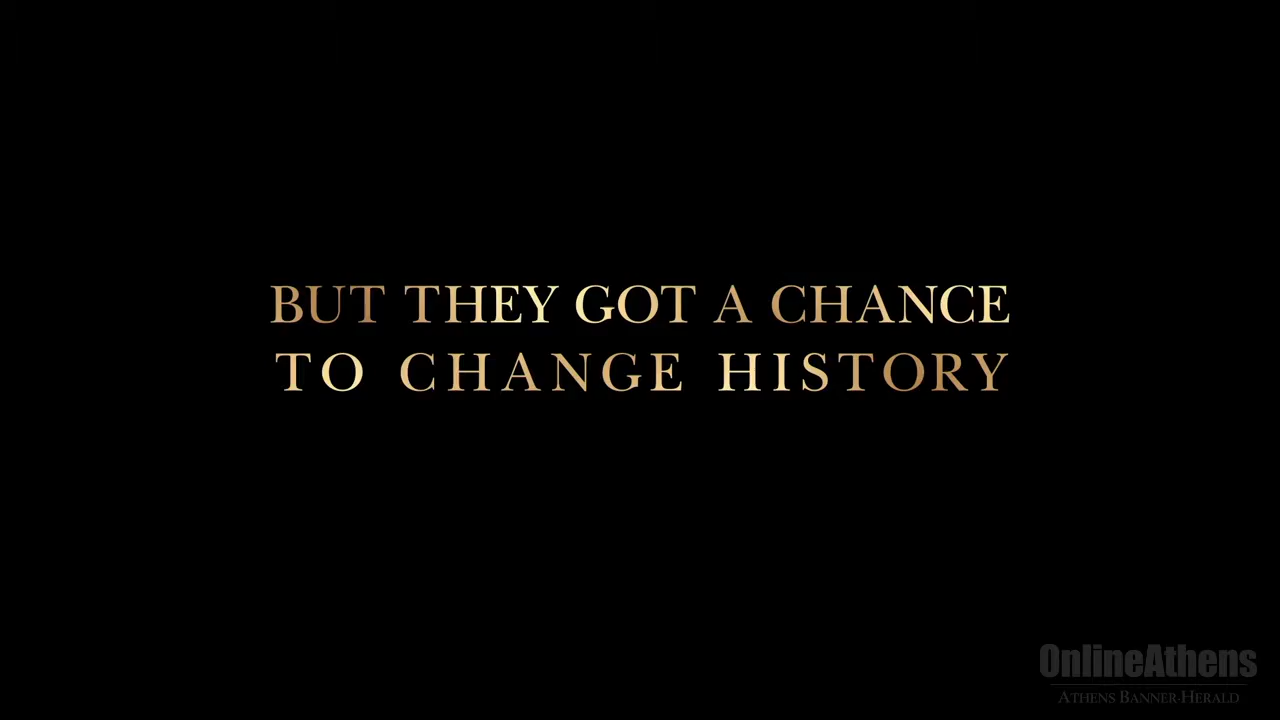 BUT THEY GOT A CHANCE
TO CHANGE HISTORY
OnlineAthens
ATHENS BANNER-HERALD